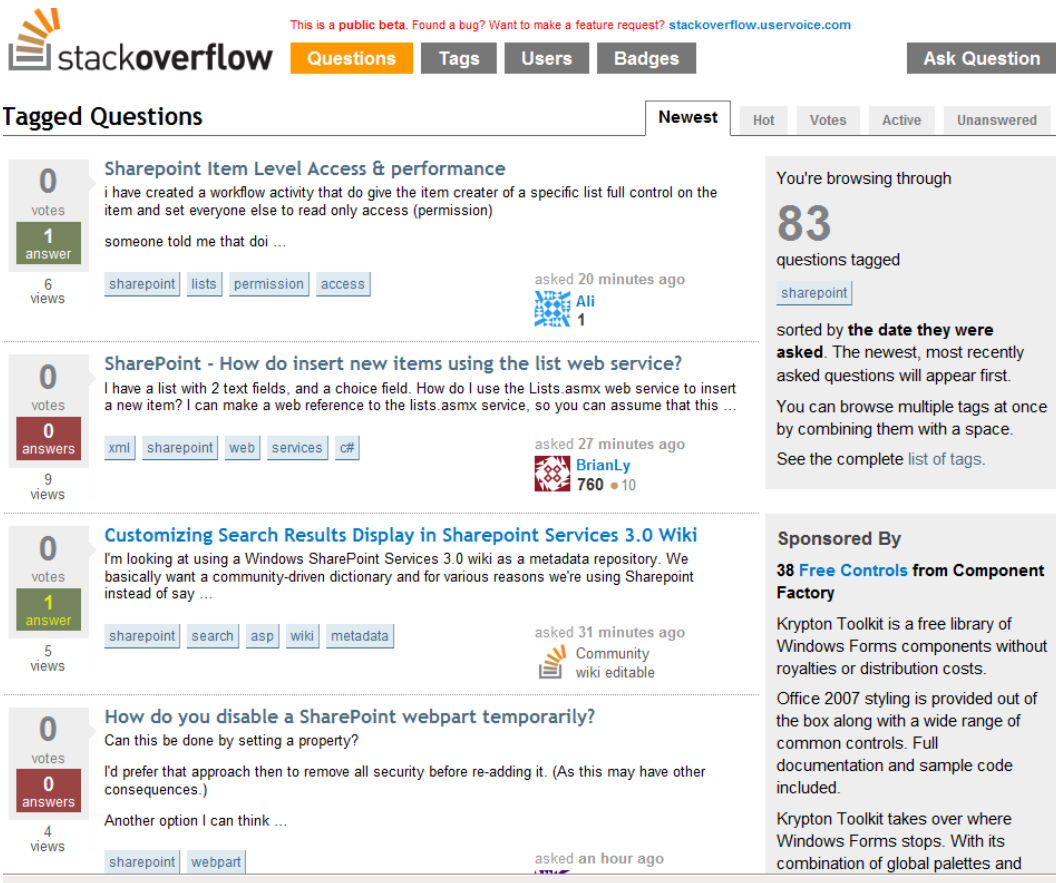 This is a public beta. Found a bug? Want to make a feature request? stackoverflow.uservoice.com
stackoverflow
Questions
Tags
Users
Badges
Ask Question
Tagged Questions
Newest
Hot
Votes
Active
Unanswered
0
votes
1
answer
6
views
Sharepoint Item Level Access & performance
i have created a workflow activity that do give the item creater of a specific list full control on the
item and set everyone else to read only access (permission)
someone told me that doi ...
sharepoint lists permission access
asked 20 minutes ago
Ali
1
0
votes
0
answers
9
views
SharePoint - How do insert new items using the list web service?
I have a list with 2 text fields, and a choice field. How do I use the Lists.asmx web service to insert
a new item? I can make a web reference to the lists.asmx service, so you can assume that this ...
xml sharepoint web services c#
asked 27 minutes ago
BrianLy
760 ● 10
0
votes
1
answer
5
views
Customizing Search Results Display in Sharepoint Services 3.0 Wiki
I'm looking at using a Windows SharePoint Services 3.0 wiki as a metadata repository. We
basically want a community-driven dictionary and for various reasons we're using Sharepoint
instead of say ...
sharepoint search asp wiki metadata
asked 31 minutes ago
Community
wiki editable
0
votes
0
answers
4
views
How do you disable a SharePoint webpart temporarily?
Can this be done by setting a property?
I'd prefer that approach then to remove all security before re-adding it. (As this may have other
consequences.)
Another option I can think ...
sharepoint webpart
asked an hour ago
You're browsing through
83
questions tagged
sharepoint
sorted by the date they were
asked. The newest, most recently
asked questions will appear first.
You can browse multiple tags at once
by combining them with a space.
See the complete list of tags.
Sponsored By
38 Free Controls from Component
Factory
Krypton Toolkit is a free library of
Windows Forms components without
royalties or distribution costs.
Office 2007 styling is provided out of
the box along with a wide range of
common controls. Full
documentation and sample code
included.
Krypton Toolkit takes over where
Windows Forms stops. With its
combination of global palettes and